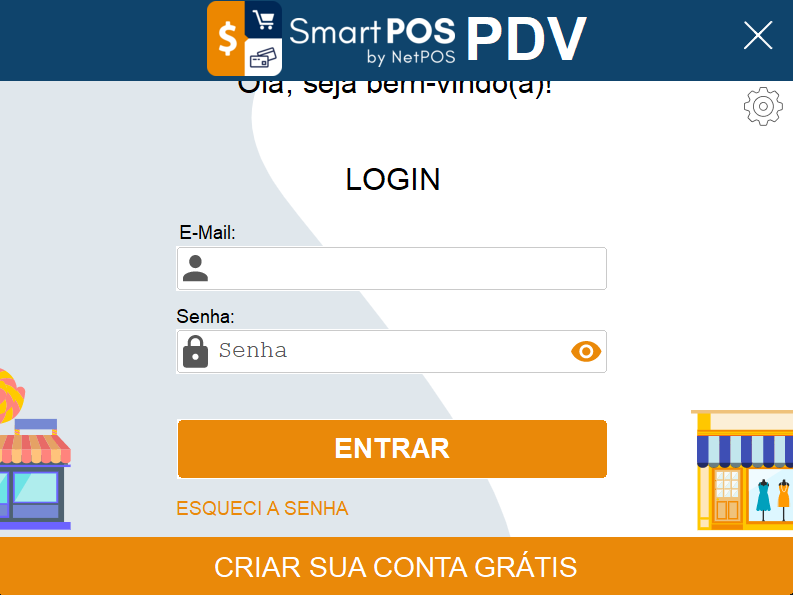 $
SmartPOS
by NetPOS
PDV
Olá, seja bem-vindo(a)!
LOGIN
E-Mail:
Senha:
Senha
ENTRAR
ESQUECI A SENHA
CRIAR SUA CONTA GRÁTIS